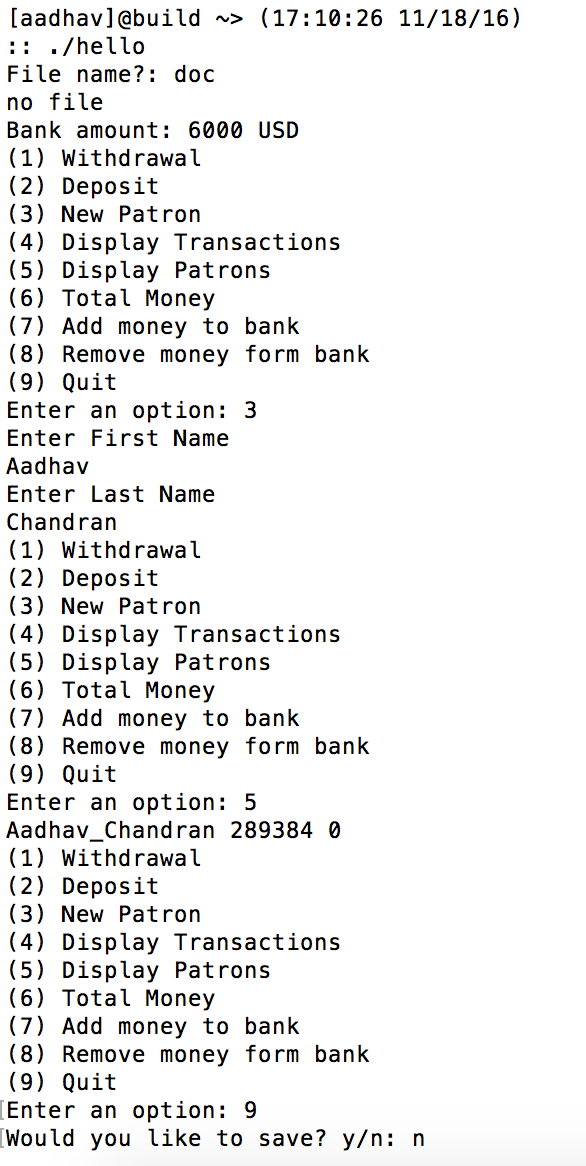 [aadhav]@build ~> (17:10:26 11/18/16)
:: ./hello
File name?: doc
no file
Bank amount: 6000 USD
(1) Withdrawal
(2) Deposit
(3) New Patron
(4) Display Transactions
(5) Display Patrons
(6) Total Money
(7) Add money to bank
(8) Remove money form bank
(9) Quit
Enter an option: 3
Enter First Name
Aadhav
Enter Last Name
Chandran
(1) Withdrawal
(2) Deposit
(3) New Patron
(4) Display Transactions
(5) Display Patrons
(6) Total Money
(7) Add money to bank
(8) Remove money form bank
(9) Quit
Enter an option: 5
Aadhav_Chandran 289384 0
(1) Withdrawal
(2) Deposit
(3) New Patron
(4) Display Transactions
(5) Display Patrons
(6) Total Money
(7) Add money to bank
(8) Remove money form bank
(9) Quit
[Enter an option: 9
[Would you like to save? y/n: n